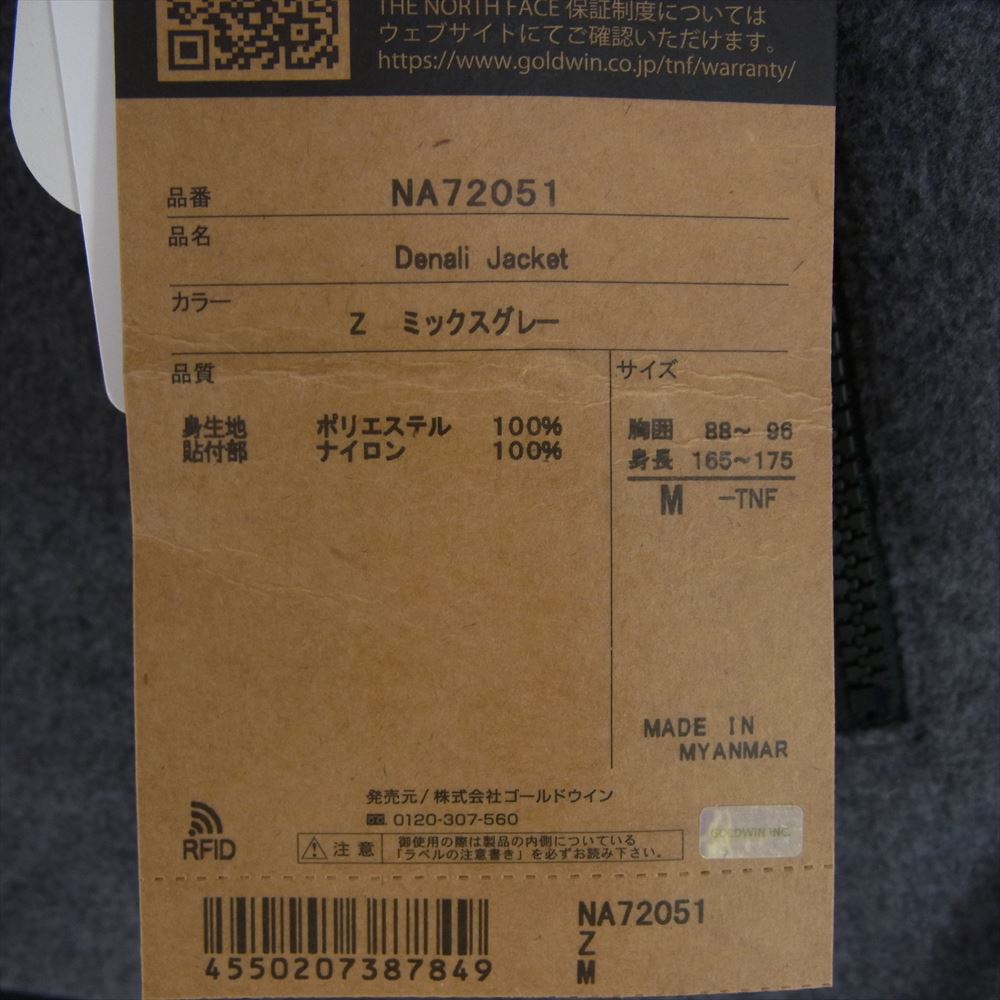 THE NORTH FACE 保証制度については
ウェブサイトにてご確認いただけます。
https://www.goldwin.co.jp/tnf/warranty/
品番 NA72051
品名
Denali Jacket
カラー
Z ミックスグレー
品質
身生地 ポリエステル 100%
貼付部 ナイロン 100%
サイズ
胸囲 88~ 96
身長 165~175
M -TNF
MADE IN
MYANMAR
発売元/株式会社ゴールドウイン
0120-307-560
RFID
注意
御使用の際は製品の内側についている
「ラベルの注意書き」を必ずお読み下さい。
GOLDWIN INC.
4550207387849
NA72051
Z
M